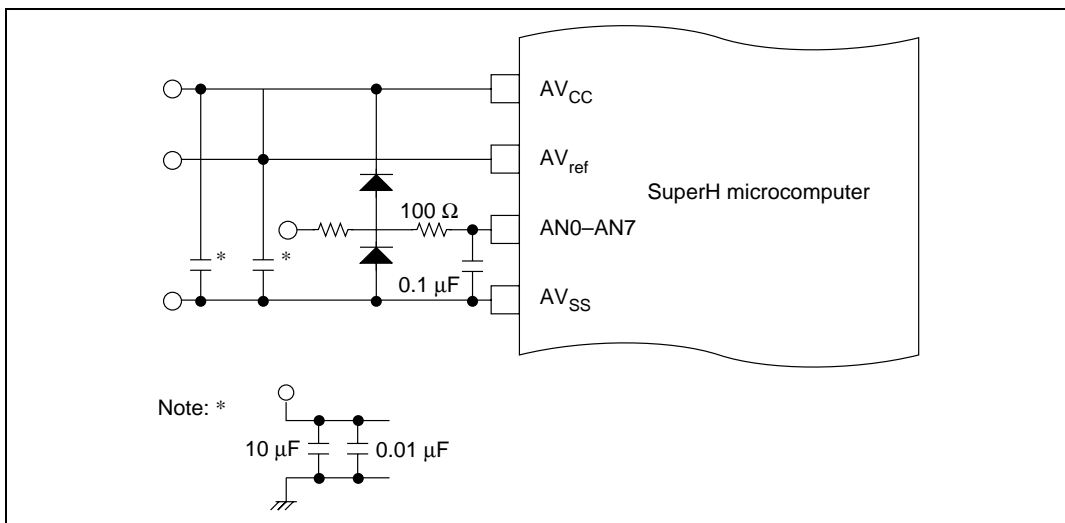 AVCC
AVref
SuperH microcomputer
100 Ω
AN0–AN7
* *
0.1 μF
AVSS
Note: *
10 μF 0.01 μF